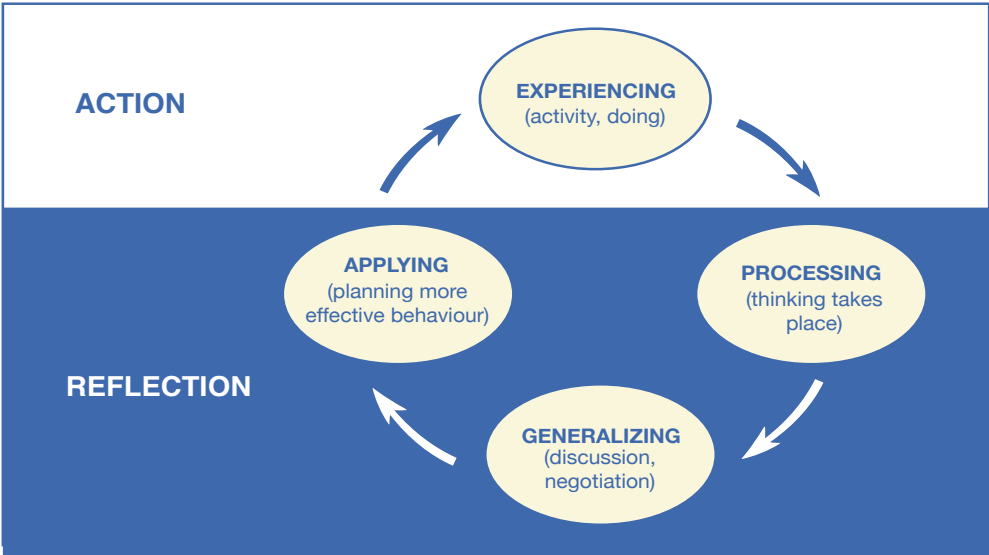 ACTION
EXPERIENCING
(activity, doing)
APPLYING
(planning more
effective behaviour)
PROCESSING
(thinking takes
place)
REFLECTION
GENERALIZING
(discussion,
negotiation)